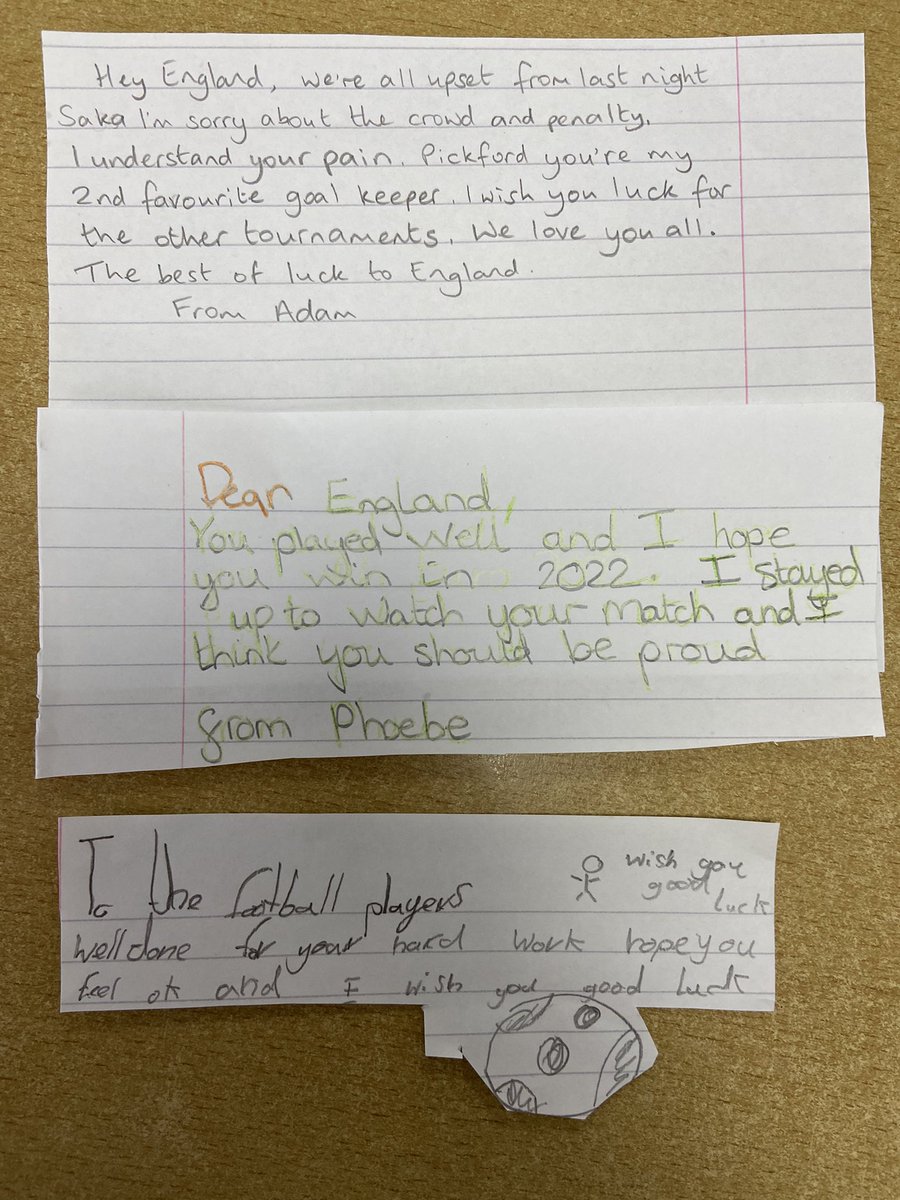 Hey England, we're all upset from last night
Saka I'm sorry about the crowd and penalty.
I understand your pain. Pickford you're my
2nd favourite goal keeper. I wish you luck for
the other tournaments. We love you all.
The best of luck to England.
From Adam
Dear England,
You played well and I hope
you win in 2022. I stayed
up to watch your match and I
think you should be proud
from Phoebe
To the football players
well done for your hard work hope you
feel ok and I wish you good luck
wish you
good
luck